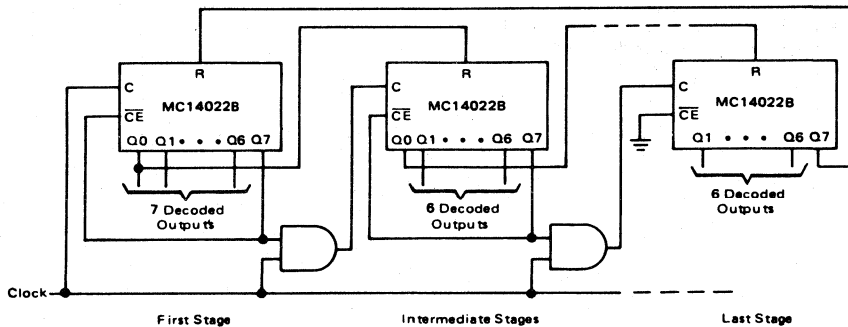 R
C
MC14022B
CE
Q0 Q1 • • • Q6 Q7
7 Decoded
Outputs
R
C
MC14022B
CE
Q0 Q1 • • • Q6 Q7
6 Decoded
Outputs
R
C
MC14022B
CE
Q1 • • • Q6 Q7
6 Decoded
Outputs
Clock
First Stage
Intermediate Stages
Last Stage